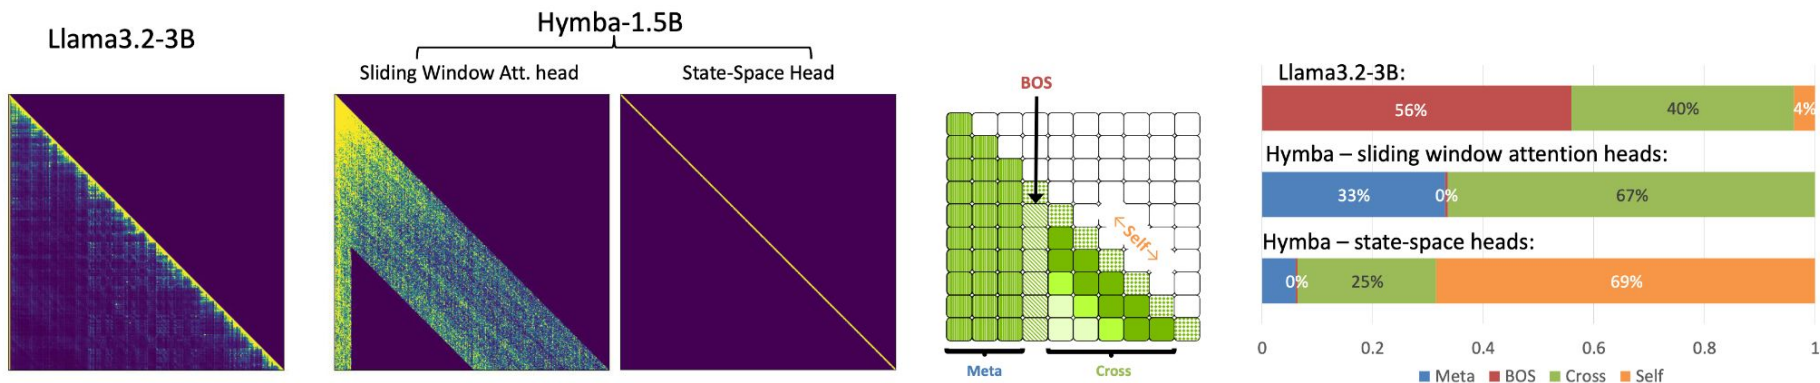 Llama3.2-3B
Hymba-1.5B
Sliding Window Att. head
State-Space Head
BOS
Self
Meta
Cross
Llama3.2-3B:
56%
40%
4%
Hymba – sliding window attention heads:
33%
0%
67%
Hymba – state-space heads:
0%
25%
69%
0 0.2 0.4 0.6 0.8 1
Meta BOS Cross Self